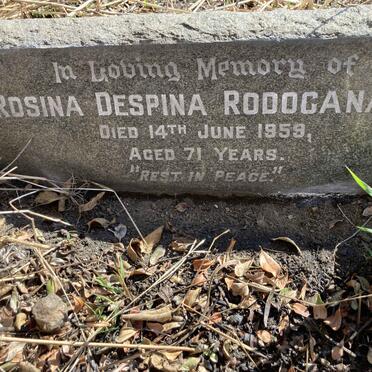 In Loving Memory of
ROSINA DESPINA RODOCANA
DIED 14TH JUNE 1959,
AGED 71 YEARS.
"REST IN PEACE"